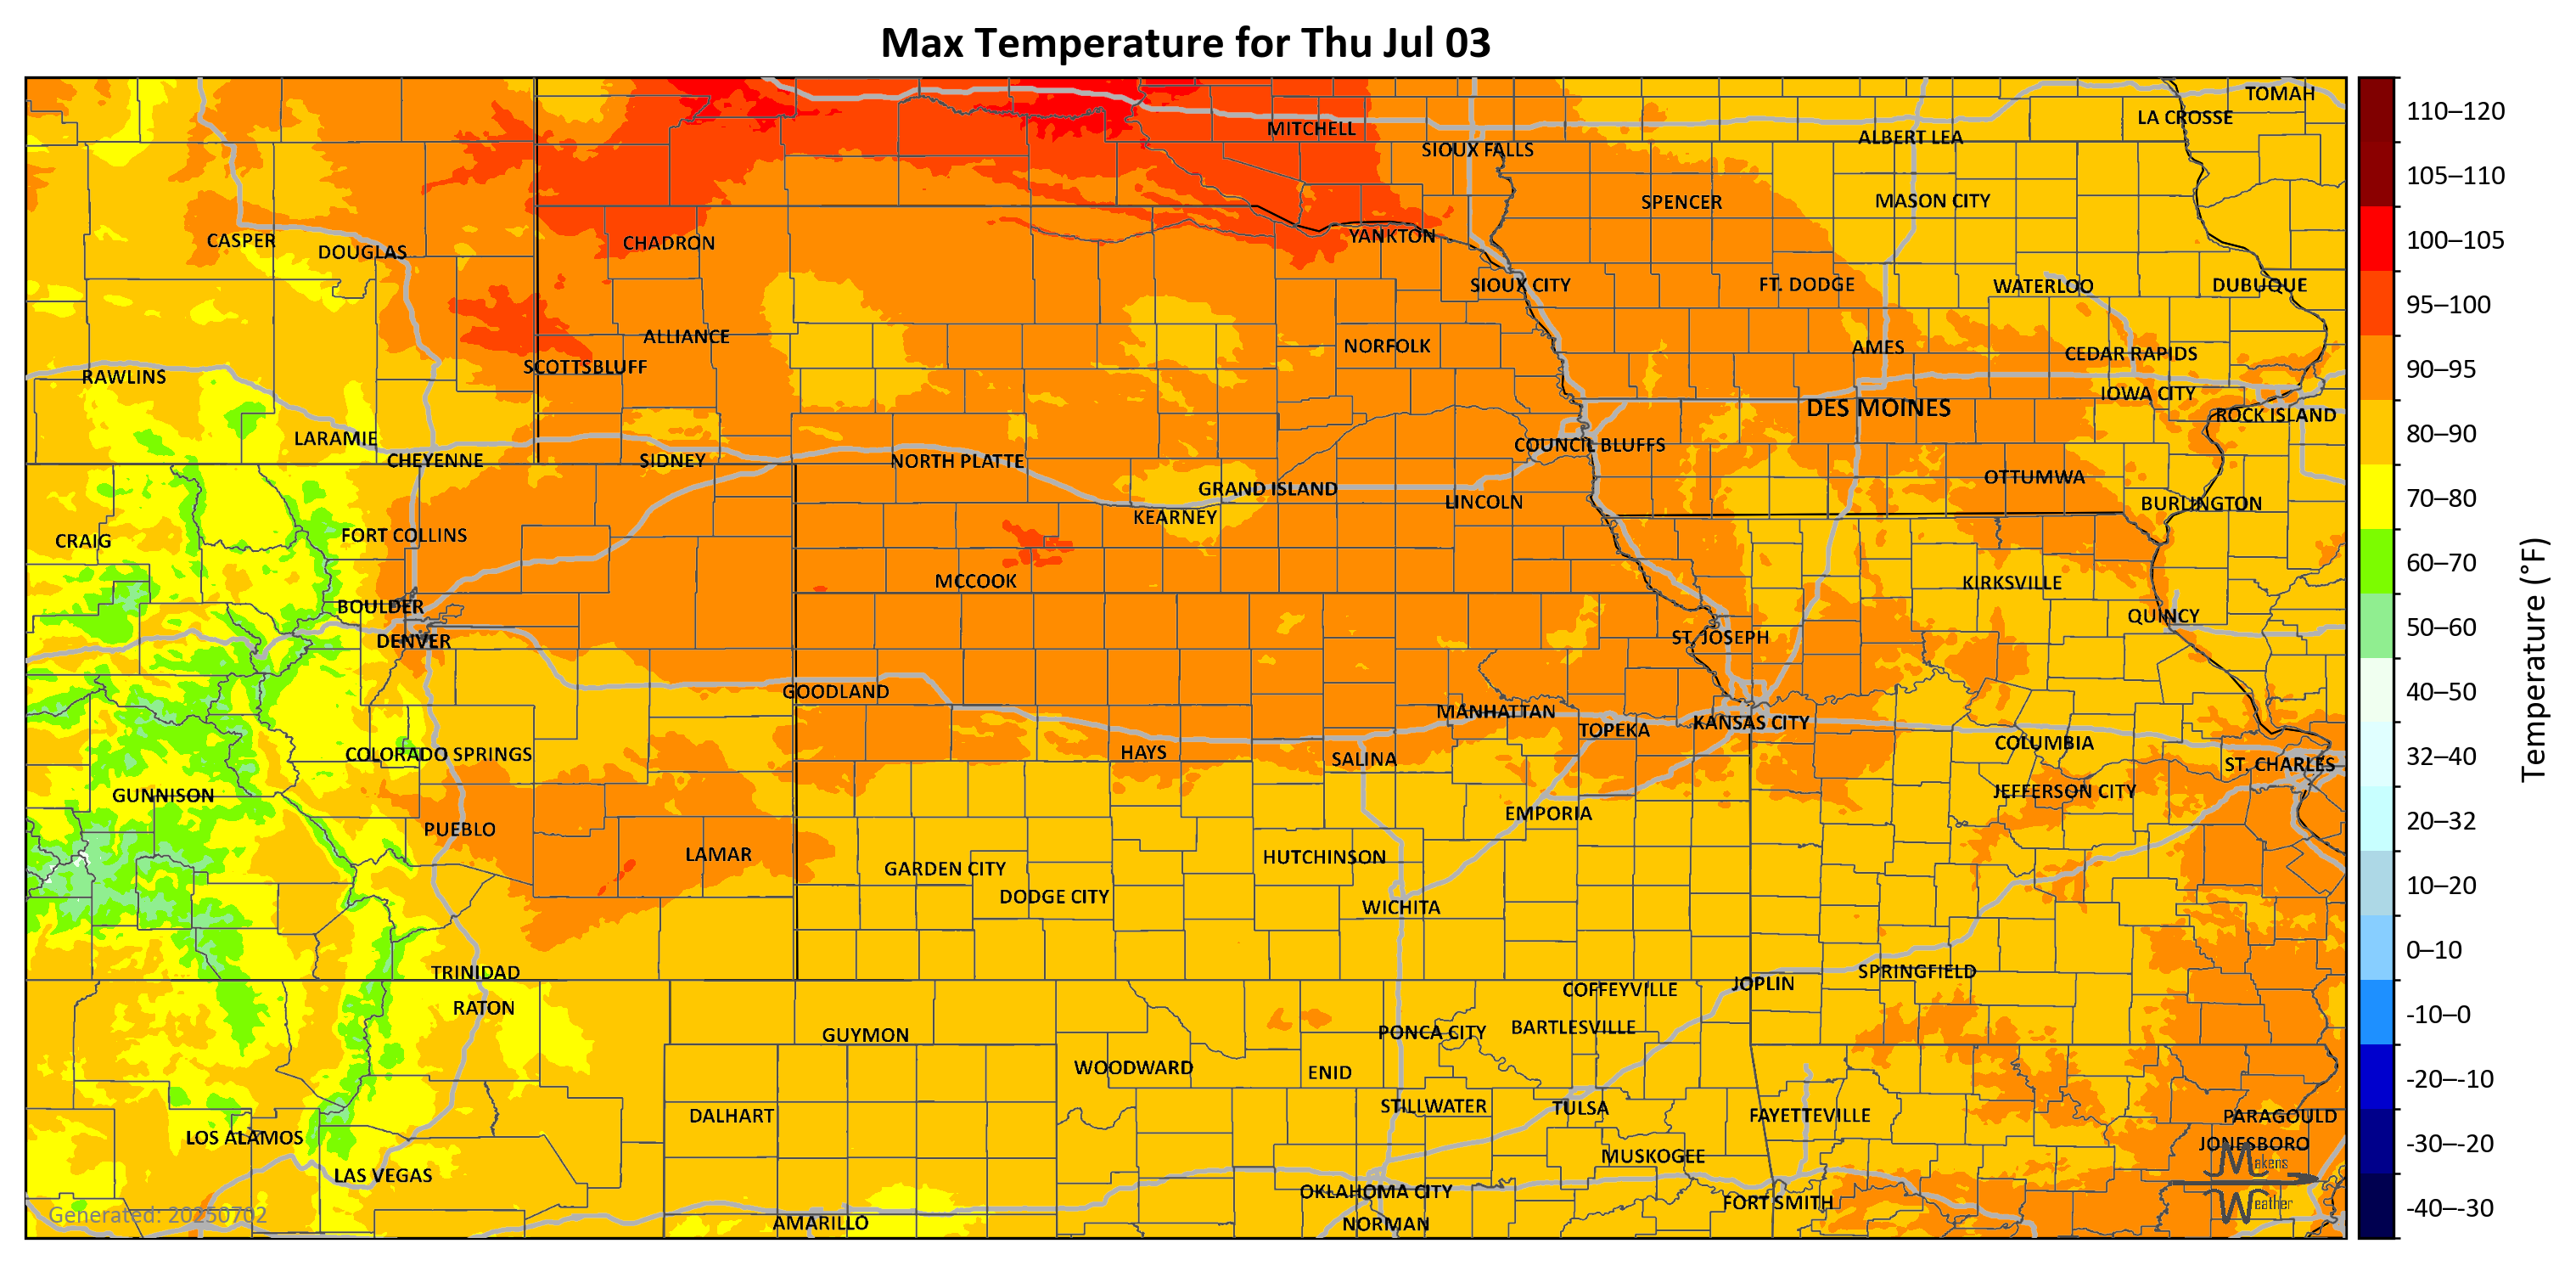 Max Temperature for Thu Jul 03
TOMAH
LA CROSSE
MITCHELL
ALBERT LEA
SIOUX FALLS
SPENCER
MASON CITY
CASPER
DOUGLAS
CHADRON
YANKTON
SIOUX CITY
FT. DODGE
WATERLOO
DUBUQUE
ALLIANCE
NORFOLK
AMES
CEDAR RAPIDS
SCOTTSBLUFF
RAWLINS
IOWA CITY
DES MOINES
ROCK ISLAND
LARAMIE
COUNCIL BLUFFS
CHEYENNE
SIDNEY
NORTH PLATTE
OTTUMWA
GRAND ISLAND
LINCOLN
BURLINGTON
KEARNEY
FORT COLLINS
CRAIG
MCCOOK
KIRKSVILLE
BOULDER
QUINCY
DENVER
ST. JOSEPH
GOODLAND
MANHATTAN
TOPEKA
KANSAS CITY
COLUMBIA
COLORADO SPRINGS
HAYS
SALINA
ST. CHARLES
GUNNISON
JEFFERSON CITY
EMPORIA
PUEBLO
LAMAR
HUTCHINSON
GARDEN CITY
DODGE CITY
WICHITA
TRINIDAD
SPRINGFIELD
JOPLIN
COFFEYVILLE
RATON
BARTLESVILLE
PONCA CITY
GUYMON
WOODWARD
ENID
STILLWATER
TULSA
DALHART
FAYETTEVILLE
PARAGOULD
LOS ALAMOS
JONESBORO
MUSKOGEE
LAS VEGAS
OKLAHOMA CITY
FORT SMITH
AMARILLO
NORMAN
Makens
Weather
Generated: 20250702
110–120
105–110
100–105
95–100
90–95
80–90
70–80
60–70
50–60
40–50
32–40
20–32
10–20
0–10
-10–0
-20–-10
-30–-20
-40–-30
Temperature (°F)